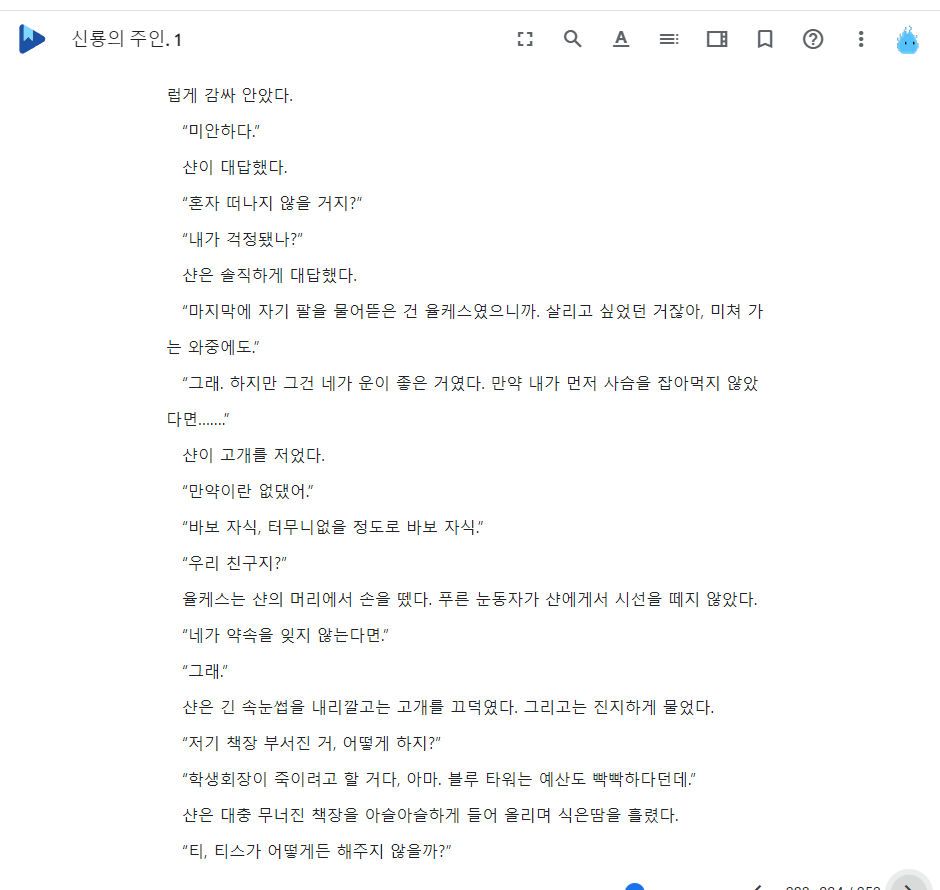 신룡의 주인. 1
럽게 감싸 안았다.
“미안하다.”
샨이 대답했다.
“혼자 떠나지 않을 거지?”
“내가 걱정됐나?”
샨은 솔직하게 대답했다.
“마지막에 자기 팔을 물어뜯은 건 율케스였으니까. 살리고 싶었던 거잖아, 미쳐 가
는 와중에도.”
“그래. 하지만 그건 네가 운이 좋은 거였다. 만약 내가 먼저 사슴을 잡아먹지 않았
다면…….”
샨이 고개를 저었다.
“만약이란 없댔어.”
“바보 자식, 터무니없을 정도로 바보 자식.”
“우리 친구지?”
율케스는 샨의 머리에서 손을 뗐다. 푸른 눈동자가 샨에게서 시선을 떼지 않았다.
“네가 약속을 잊지 않는다면.”
“그래.”
샨은 긴 속눈썹을 내리깔고는 고개를 끄덕였다. 그리고는 진지하게 물었다.
“저기 책장 부서진 거, 어떻게 하지?”
“학생회장이 죽이려고 할 거다, 아마. 블루 타워는 예산도 빡빡하다던데.”
샨은 대충 무너진 책장을 아슬아슬하게 들어 올리며 식은땀을 흘렸다.
“티, 티스가 어떻게든 해주지 않을까?”